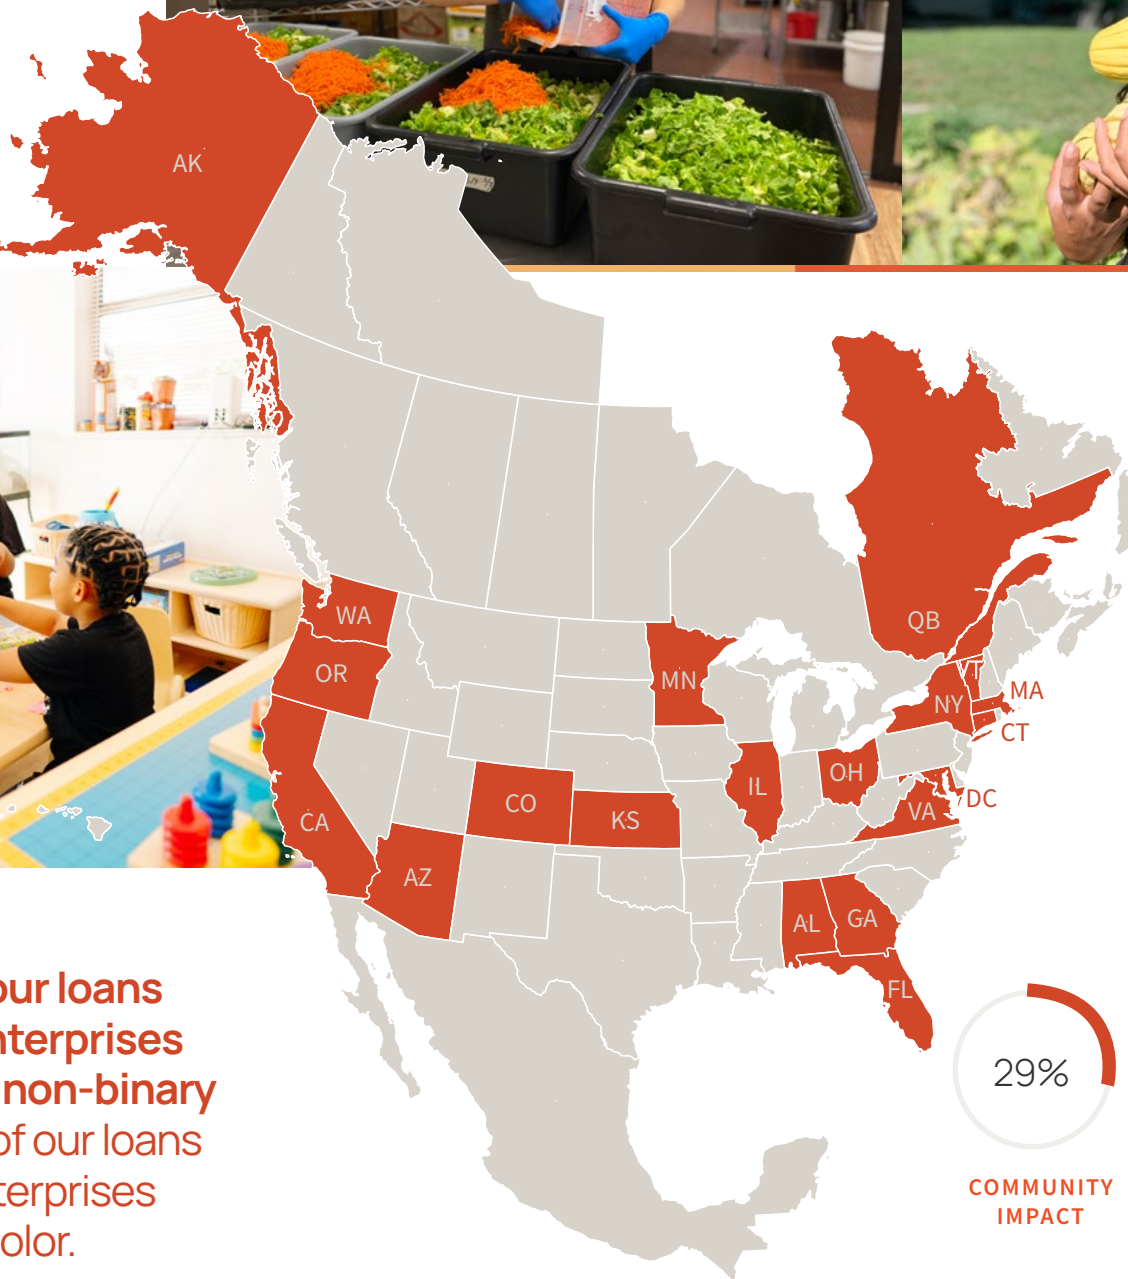 AK
WA
OR
MN
QB
VT
NY
MA
CT
IL
OH
DC
VA
CO
KS
CA
AZ
AL
GA
FL
our loans
nterprises
non-binary
of our loans
terprises
olor.
29%
COMMUNITY
IMPACT